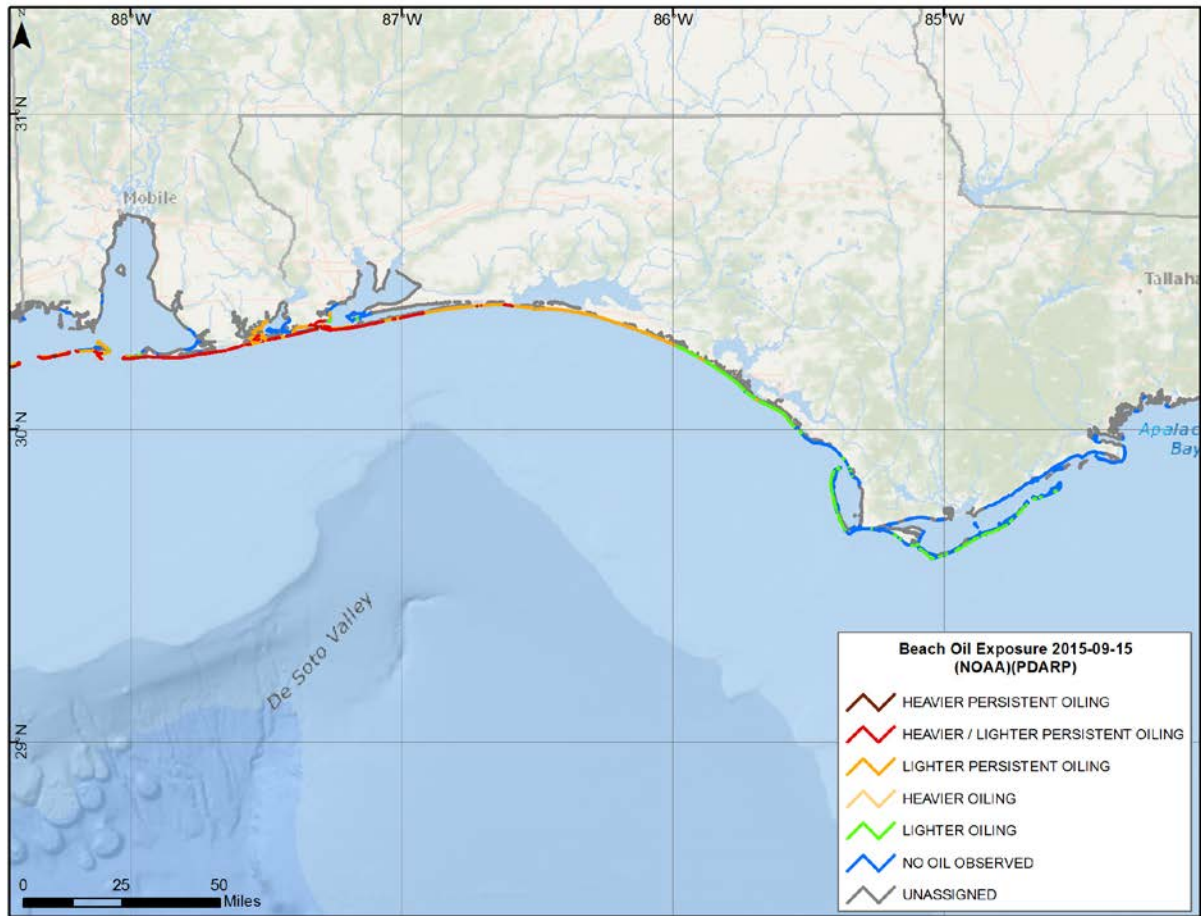 N
88°W
87°W
86°W
85°W
31°N
Mobile
Tallaha
30°N
Apalac
Bay
De Soto Valley
29°N
Beach Oil Exposure 2015-09-15
(NOAA)(PDARP)
HEAVIER PERSISTENT OILING
HEAVIER / LIGHTER PERSISTENT OILING
LIGHTER PERSISTENT OILING
HEAVIER OILING
LIGHTER OILING
NO OIL OBSERVED
UNASSIGNED
0 25 50
Miles